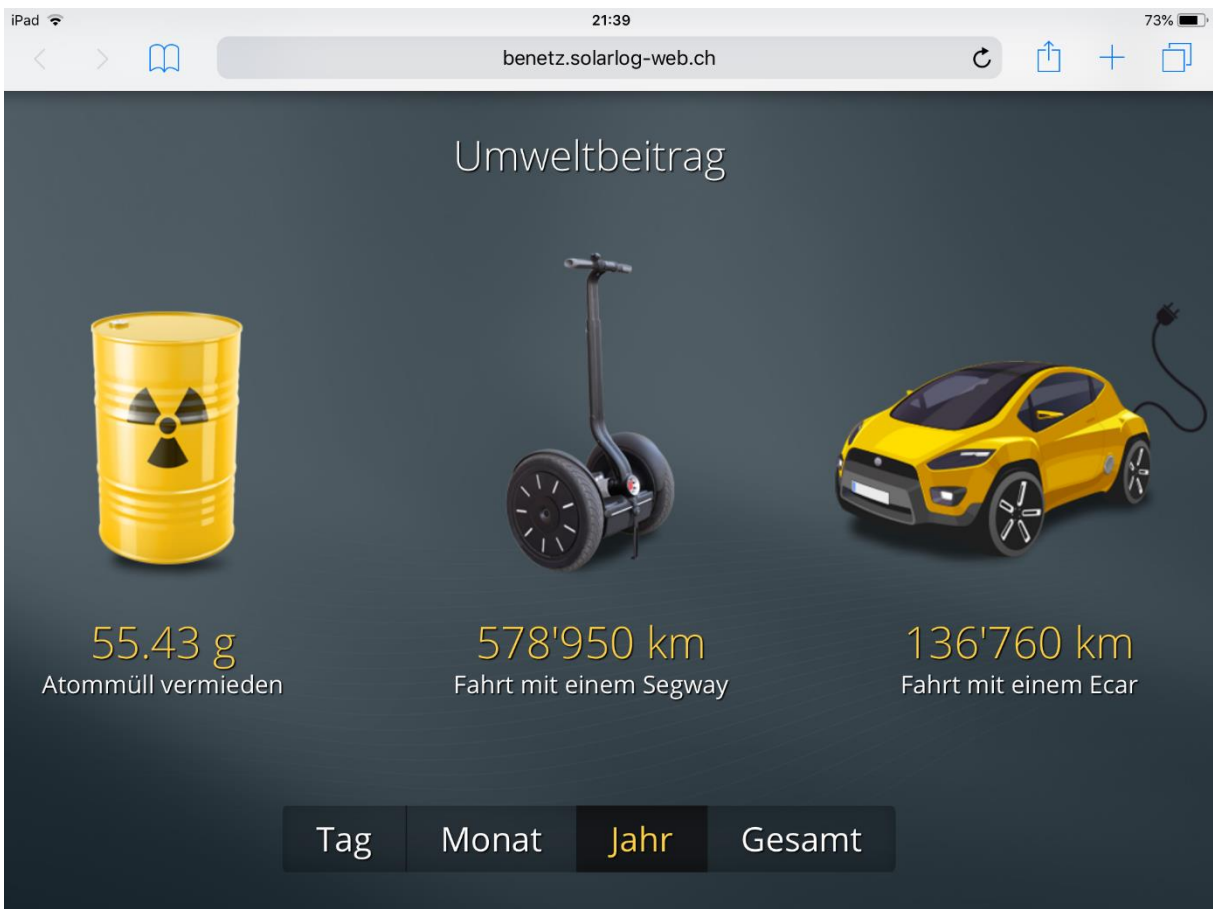 iPad 21:39 73%
benetz.solarlog-web.ch
Umweltbeitrag
55.43 g 578'950 km 136'760 km
Atommüll vermieden Fahrt mit einem Segway Fahrt mit einem Ecar
Tag Monat Jahr Gesamt